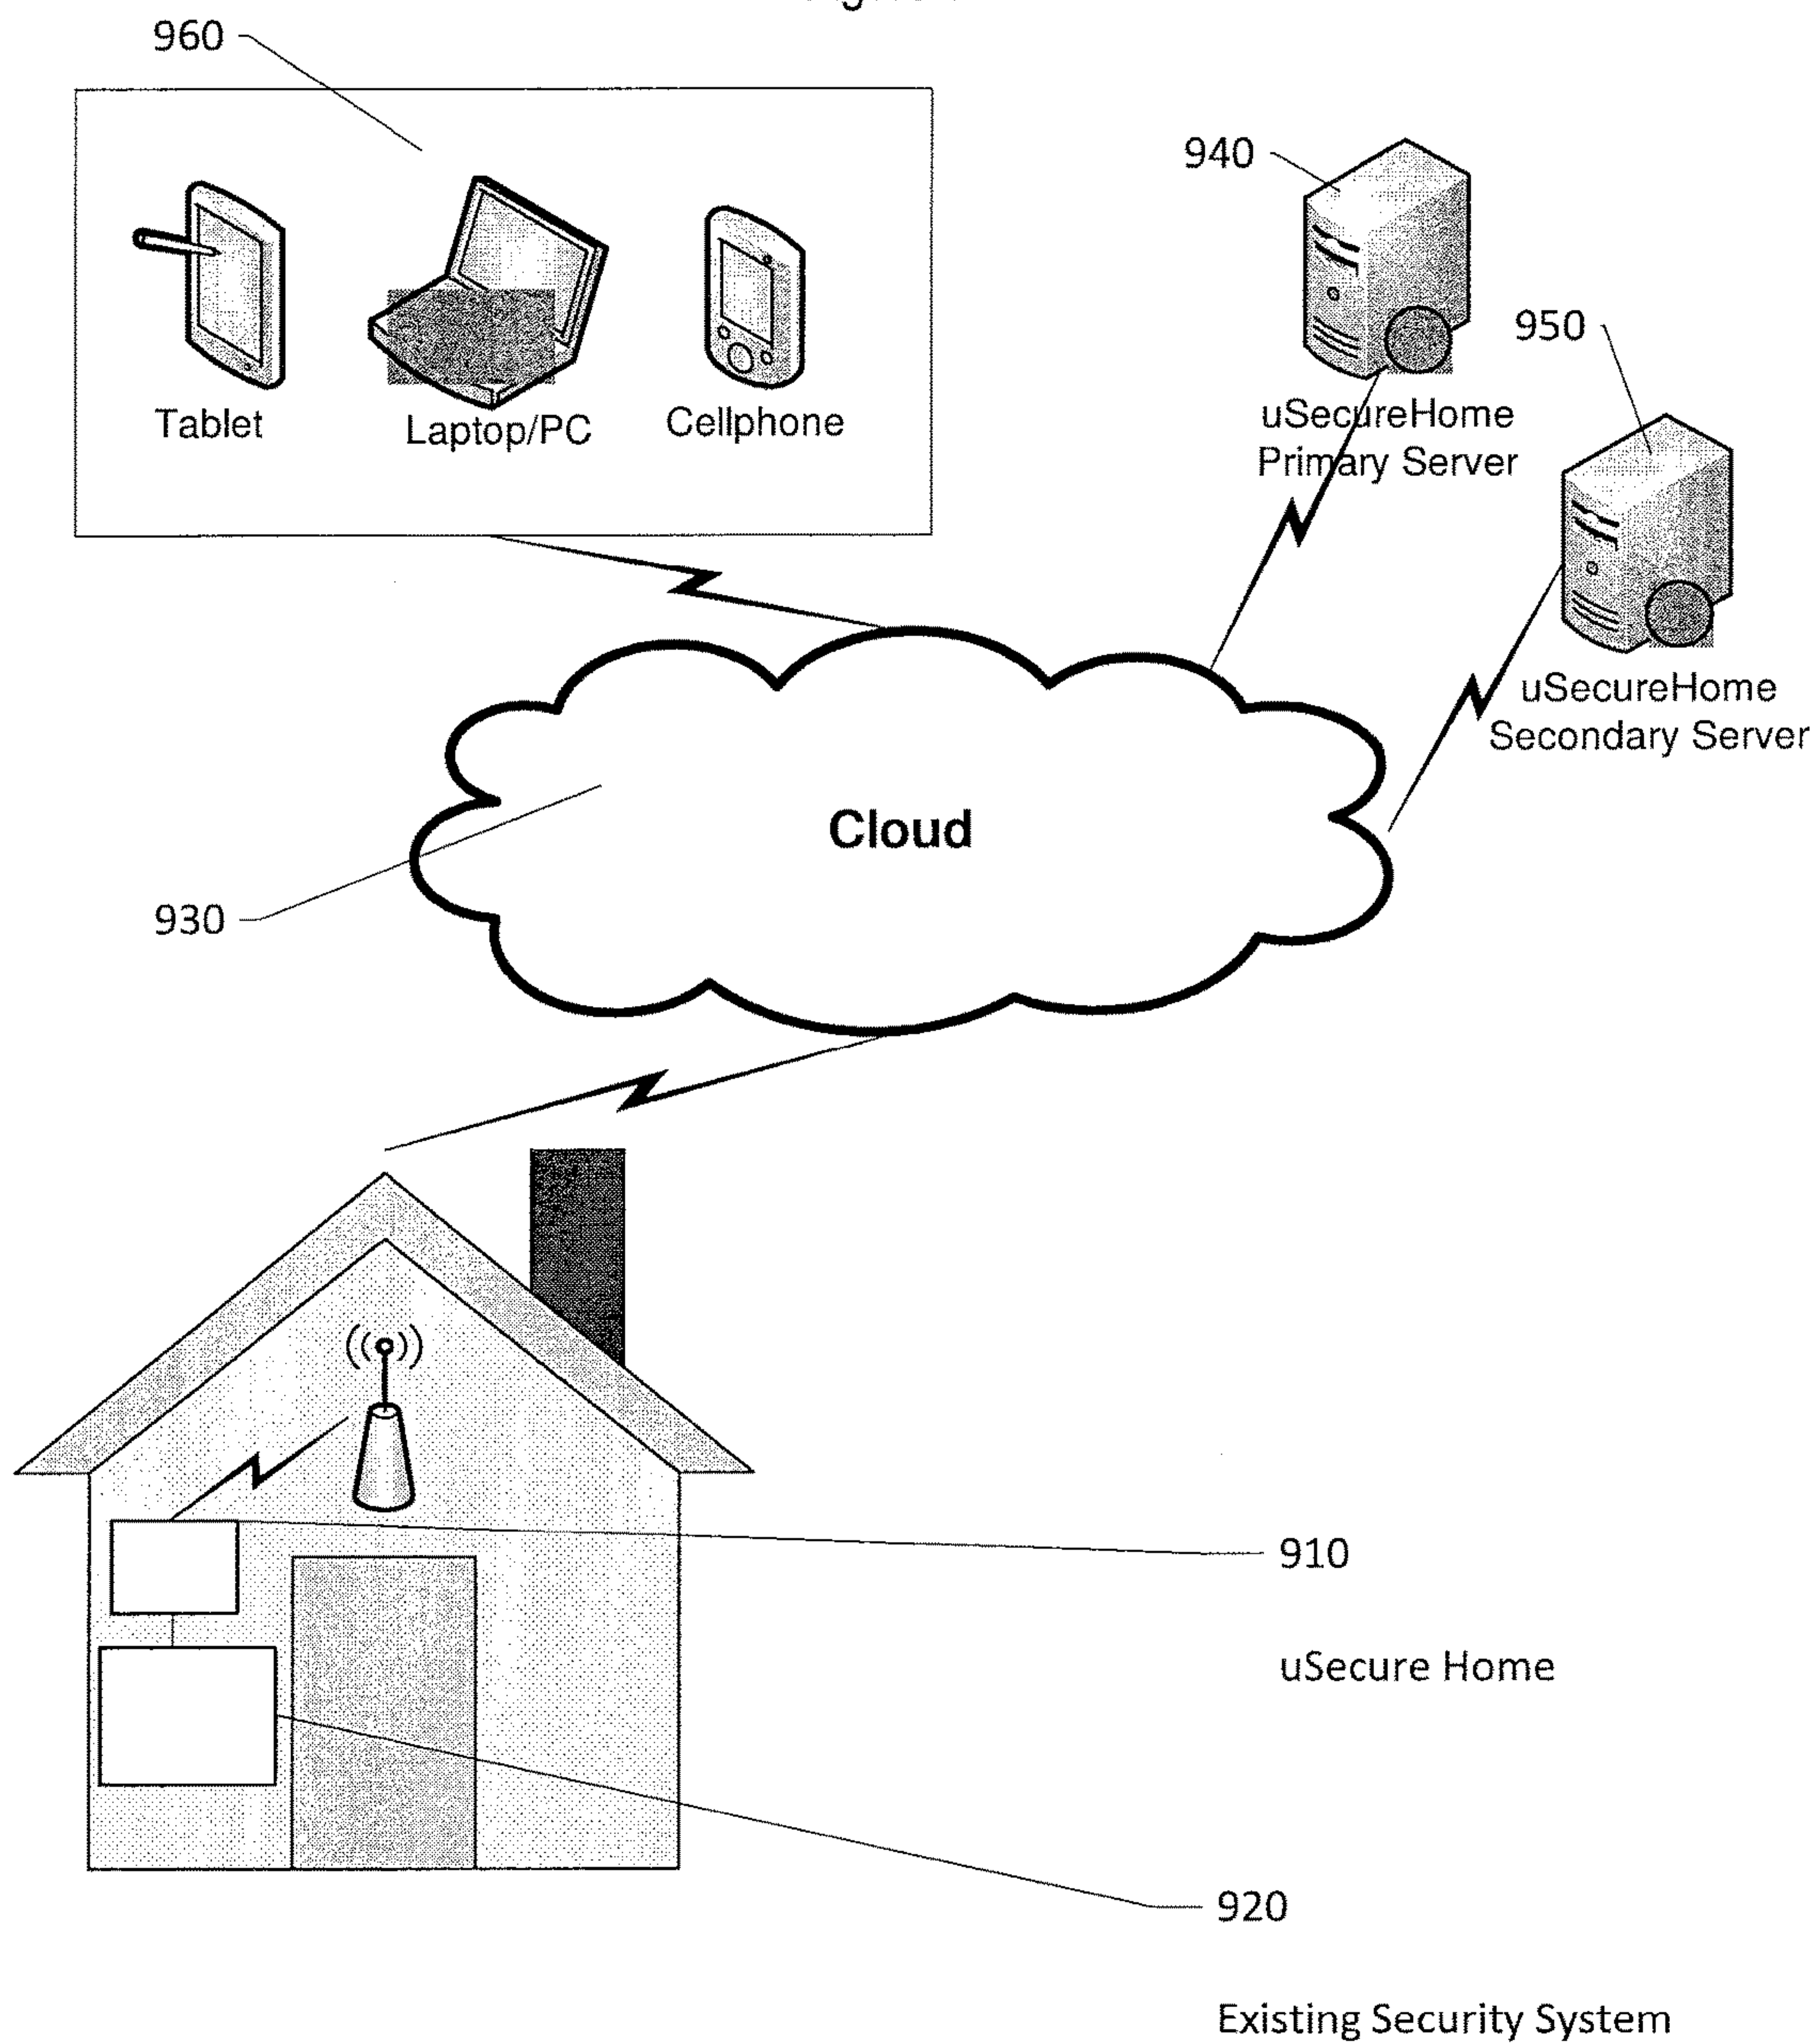 960
940
950
Tablet
Laptop/PC
Cellphone
uSecureHome
Primary Server
uSecureHome
Secondary Server
Cloud
930
910
uSecure Home
920
Existing Security System